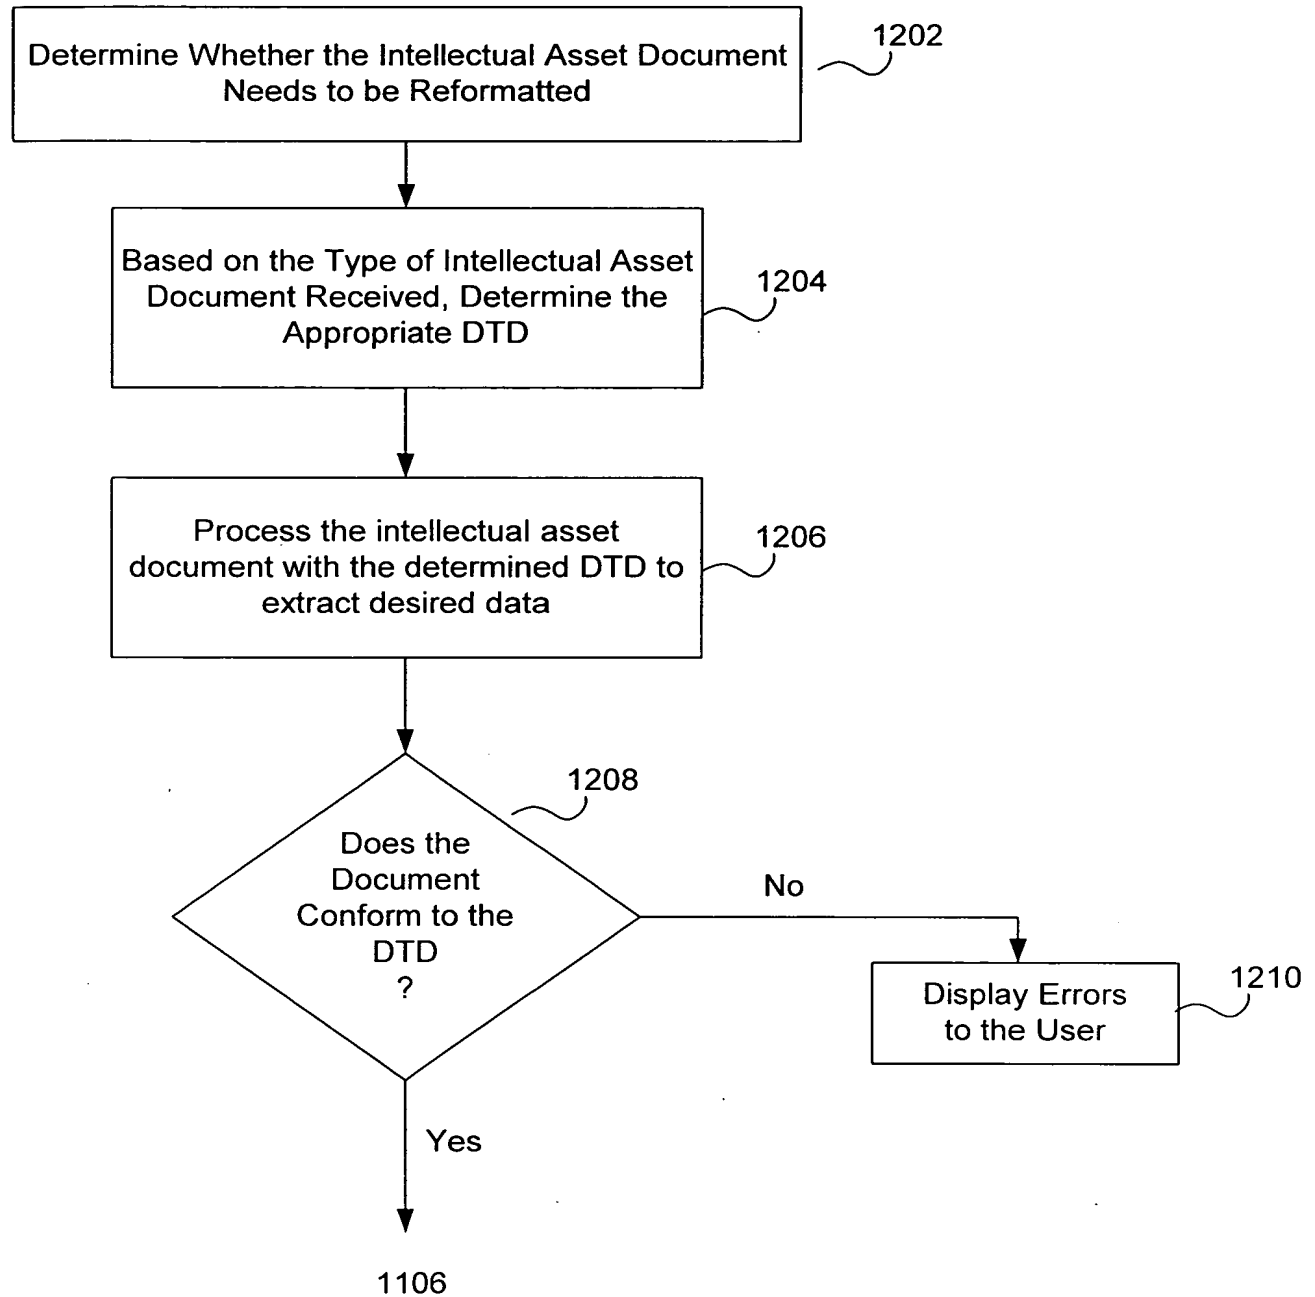 1202
Determine Whether the Intellectual Asset Document
Needs to be Reformatted
Based on the Type of Intellectual Asset
Document Received, Determine the
Appropriate DTD
1204
Process the intellectual asset
document with the determined DTD to
extract desired data
1206
1208
Does the
Document
Conform to the
DTD
?
No
Display Errors
to the User
1210
Yes
1106